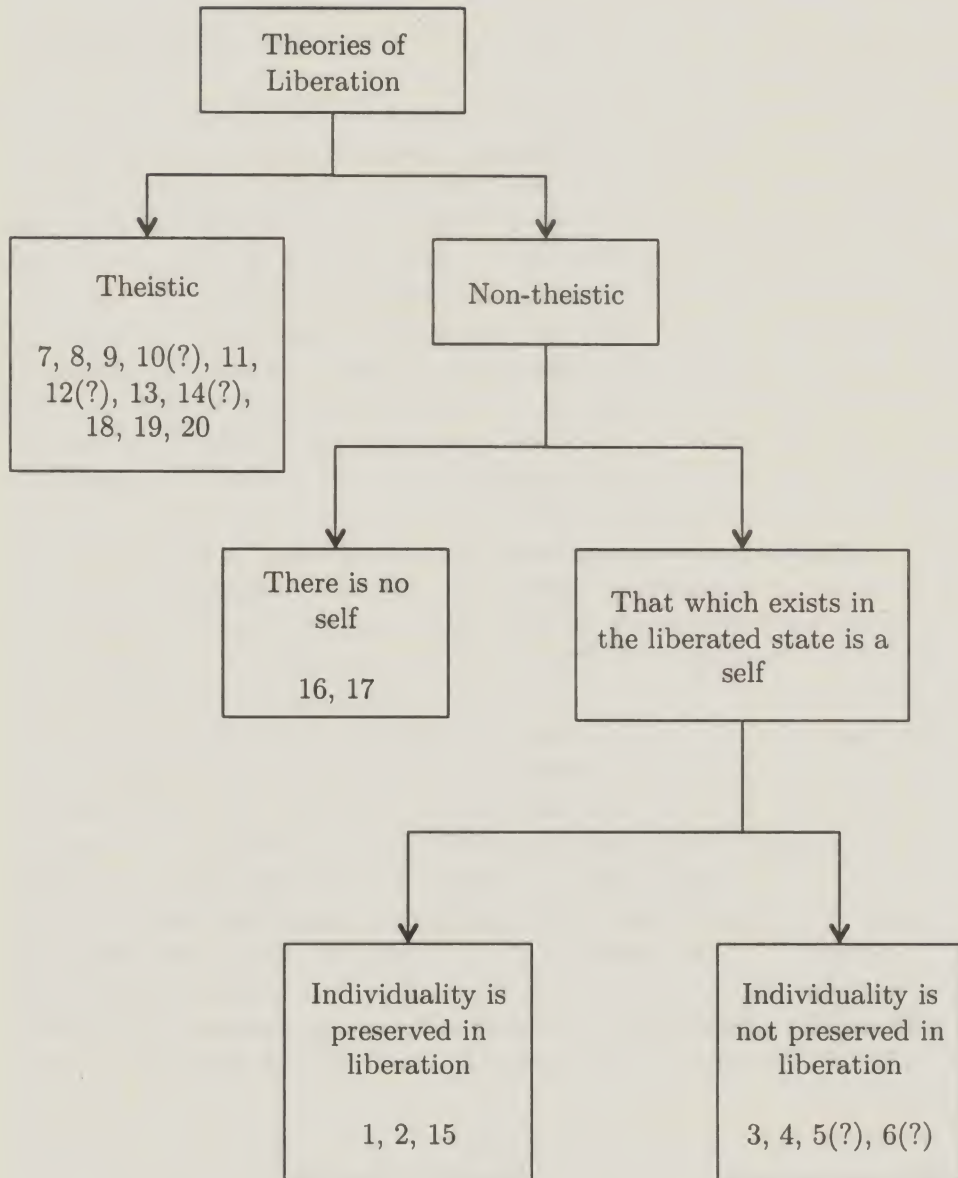 Theories of
Liberation
Theistic
7, 8, 9, 10(?), 11,
12(?), 13, 14(?),
18, 19, 20
Non-theistic
There is no
self
16, 17
That which exists in
the liberated state is a
self
Individuality is
preserved in
liberation
1, 2, 15
Individuality is
not preserved in
liberation
3, 4, 5(?), 6(?)